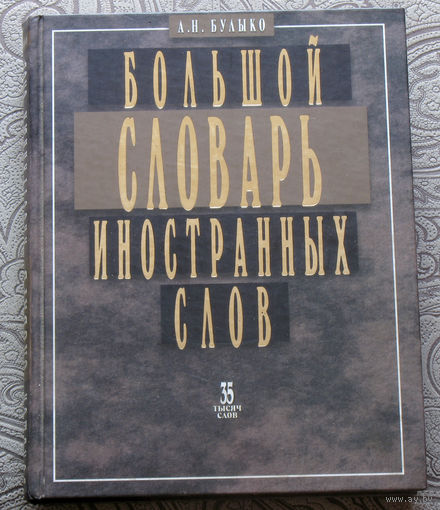 А.Н. БУЛЫКО
БОЛЬШОЙ
СЛОВАРЬ
ИНОСТРАННЫХ
СЛОВ
35
ТЫСЯЧ
СЛОВ